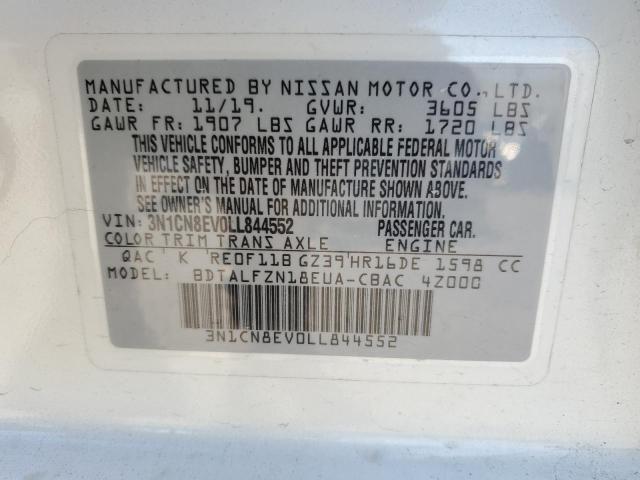 MANUFACTURED BY NISSAN MOTOR CO., LTD.
DATE: 11/19. GVWR: 3605 LBS
GAWR FR: 1907 LBS GAWR RR: 1720 LBS
THIS VEHICLE CONFORMS TO ALL APPLICABLE FEDERAL MOTOR
VEHICLE SAFETY, BUMPER AND THEFT PREVENTION STANDARDS
IN EFFECT ON THE DATE OF MANUFACTURE SHOWN ABOVE.
SEE OWNER'S MANUAL FOR ADDITIONAL INFORMATION.
VIN: 3N1CN8EV0LL844552 PASSENGER CAR.
COLOR TRIM TRANS AXLE ENGINE
QAC K RE0F11B GZ39 HR16DE 1598 CC
MODEL: BDTALFZN18EUA-CBAC 4Z000
3N1CN8EV0LL844552